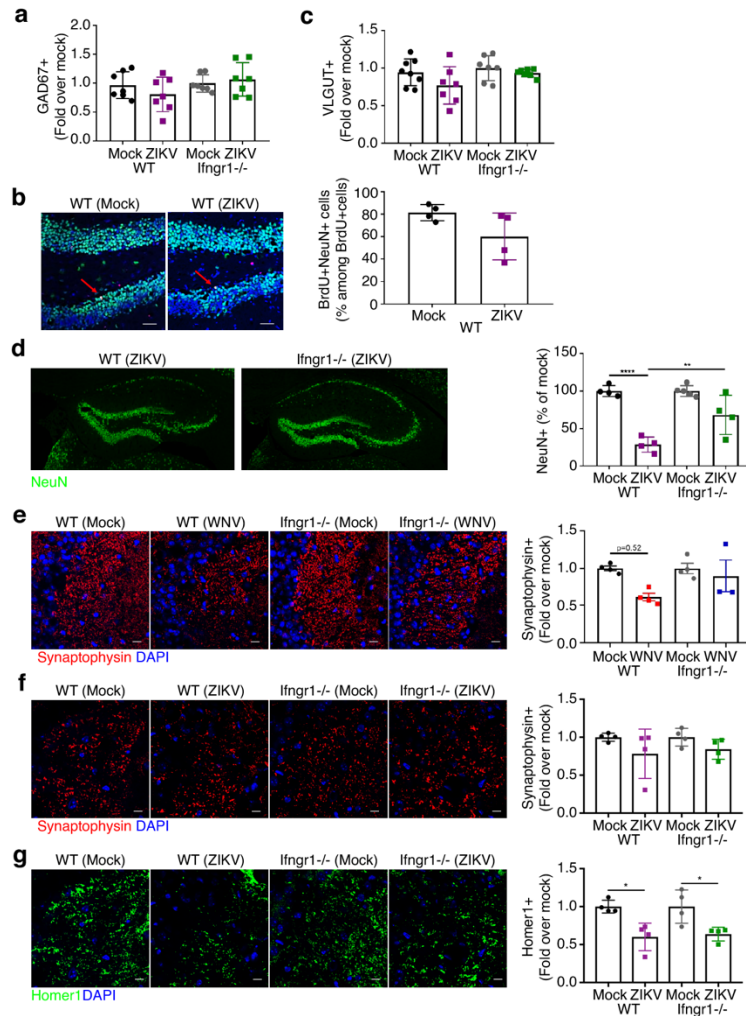 a
GAD67+
(Fold over mock)
2.0
1.5
1.0
0.5
0.0
Mock ZIKV Mock ZIKV
WT Ifngr1-/-
c
VLGUT+
(Fold over mock)
1.5
1.0
0.5
0
Mock ZIKV Mock ZIKV
WT Ifngr1-/-
b
WT (Mock) WT (ZIKV)
BrdU+NeuN+ cells
(% among BrdU+cells)
80
60
40
20
0
Mock ZIKV
WT
d
WT (ZIKV) Ifngr1-/- (ZIKV)
NeuN
NeuN+ (% of mock)
150
100
50
0
**** **
Mock ZIKV Mock ZIKV
WT Ifngr1-/-
e
WT (Mock) WT (WNV) Ifngr1-/- (Mock) Ifngr1-/- (WNV)
Synaptophysin DAPI
Synaptophysin+
(Fold over mock)
1.5
1.0
0.5
0
p=0.52
Mock WNV Mock WNV
WT Ifngr1-/-
f
WT (Mock) WT (ZIKV) Ifngr1-/- (Mock) Ifngr1-/- (ZIKV)
Synaptophysin DAPI
Synaptophysin+
(Fold over mock)
1.5
1.0
0.5
0
Mock ZIKV Mock ZIKV
WT Ifngr1-/-
g
WT (Mock) WT (ZIKV) Ifngr1-/- (Mock) Ifngr1-/- (ZIKV)
Homer1DAPI
Homer1+
(Fold over mock)
1.5
1.0
0.5
0
* *
Mock ZIKV Mock ZIKV
WT Ifngr1-/-